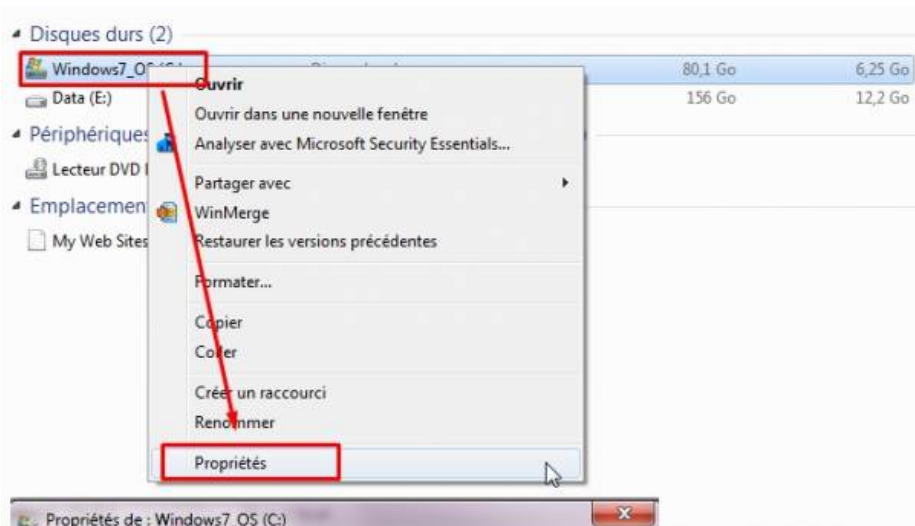 Disques durs (2)
Windows7_O 80,1 Go 6,25 Go
Data (E:) 156 Go 12,2 Go
Périphériques
Lecteur DVD
Emplacemen
My Web Sites
Ouvrir
Ouvrir dans une nouvelle fenêtre
Analyser avec Microsoft Security Essentials...
Partager avec
WinMerge
Restaurer les versions précédentes
Formater...
Copier
Coller
Créer un raccourci
Renommer
Propriétés
Propriétés de : Windows7_OS (C:)